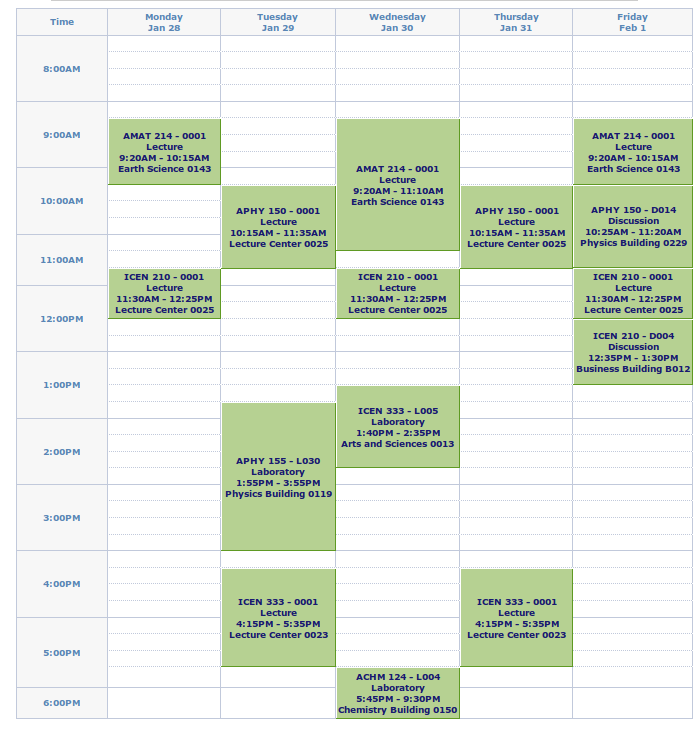 Time
Monday
Jan 28
Tuesday
Jan 29
Wednesday
Jan 30
Thursday
Jan 31
Friday
Feb 1
8:00AM
9:00AM
10:00AM
11:00AM
12:00PM
1:00PM
2:00PM
3:00PM
4:00PM
5:00PM
6:00PM
AMAT 214 – 0001
Lecture
9:20AM – 10:15AM
Earth Science 0143
ICEN 210 – 0001
Lecture
11:30AM – 12:25PM
Lecture Center 0025
APHY 150 – 0001
Lecture
10:15AM – 11:35AM
Lecture Center 0025
APHY 155 – L030
Laboratory
1:55PM – 3:55PM
Physics Building 0119
ICEN 333 – 0001
Lecture
4:15PM – 5:35PM
Lecture Center 0023
AMAT 214 – 0001
Lecture
9:20AM – 11:10AM
Earth Science 0143
ICEN 210 – 0001
Lecture
11:30AM – 12:25PM
Lecture Center 0025
ICEN 333 – L005
Laboratory
1:40PM – 2:35PM
Arts and Sciences 0013
ACHM 124 – L004
Laboratory
5:45PM – 9:30PM
Chemistry Building 0150
APHY 150 – 0001
Lecture
10:15AM – 11:35AM
Lecture Center 0025
ICEN 333 – 0001
Lecture
4:15PM – 5:35PM
Lecture Center 0023
AMAT 214 – 0001
Lecture
9:20AM – 10:15AM
Earth Science 0143
APHY 150 – D014
Discussion
10:25AM – 11:20AM
Physics Building 0229
ICEN 210 – 0001
Lecture
11:30AM – 12:25PM
Lecture Center 0025
ICEN 210 – D004
Discussion
12:35PM – 1:30PM
Business Building B012